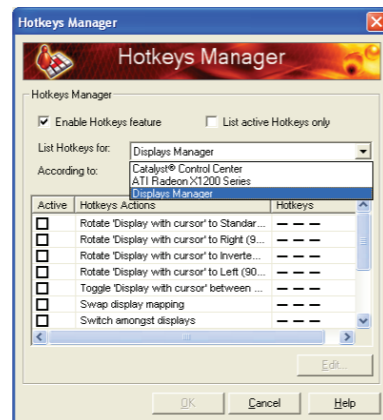 Hotkeys Manager
Hotkeys Manager
Hotkeys Manager
Enable Hotkeys feature List active Hotkeys only
List Hotkeys for: Displays Manager
Catalyst® Control Center
According to: ATI Radeon X1200 Series
Displays Manager
Active Hotkeys Actions Hotkeys
Rotate 'Display with cursor' to Standar... — — —
Rotate 'Display with cursor' to Right (9... — — —
Rotate 'Display with cursor' to Inverte... — — —
Rotate 'Display with cursor' to Left (90... — — —
Toggle 'Display with cursor' between ... — — —
Swap display mapping — — —
Switch amongst displays — — —
Edit...
OK Cancel Help